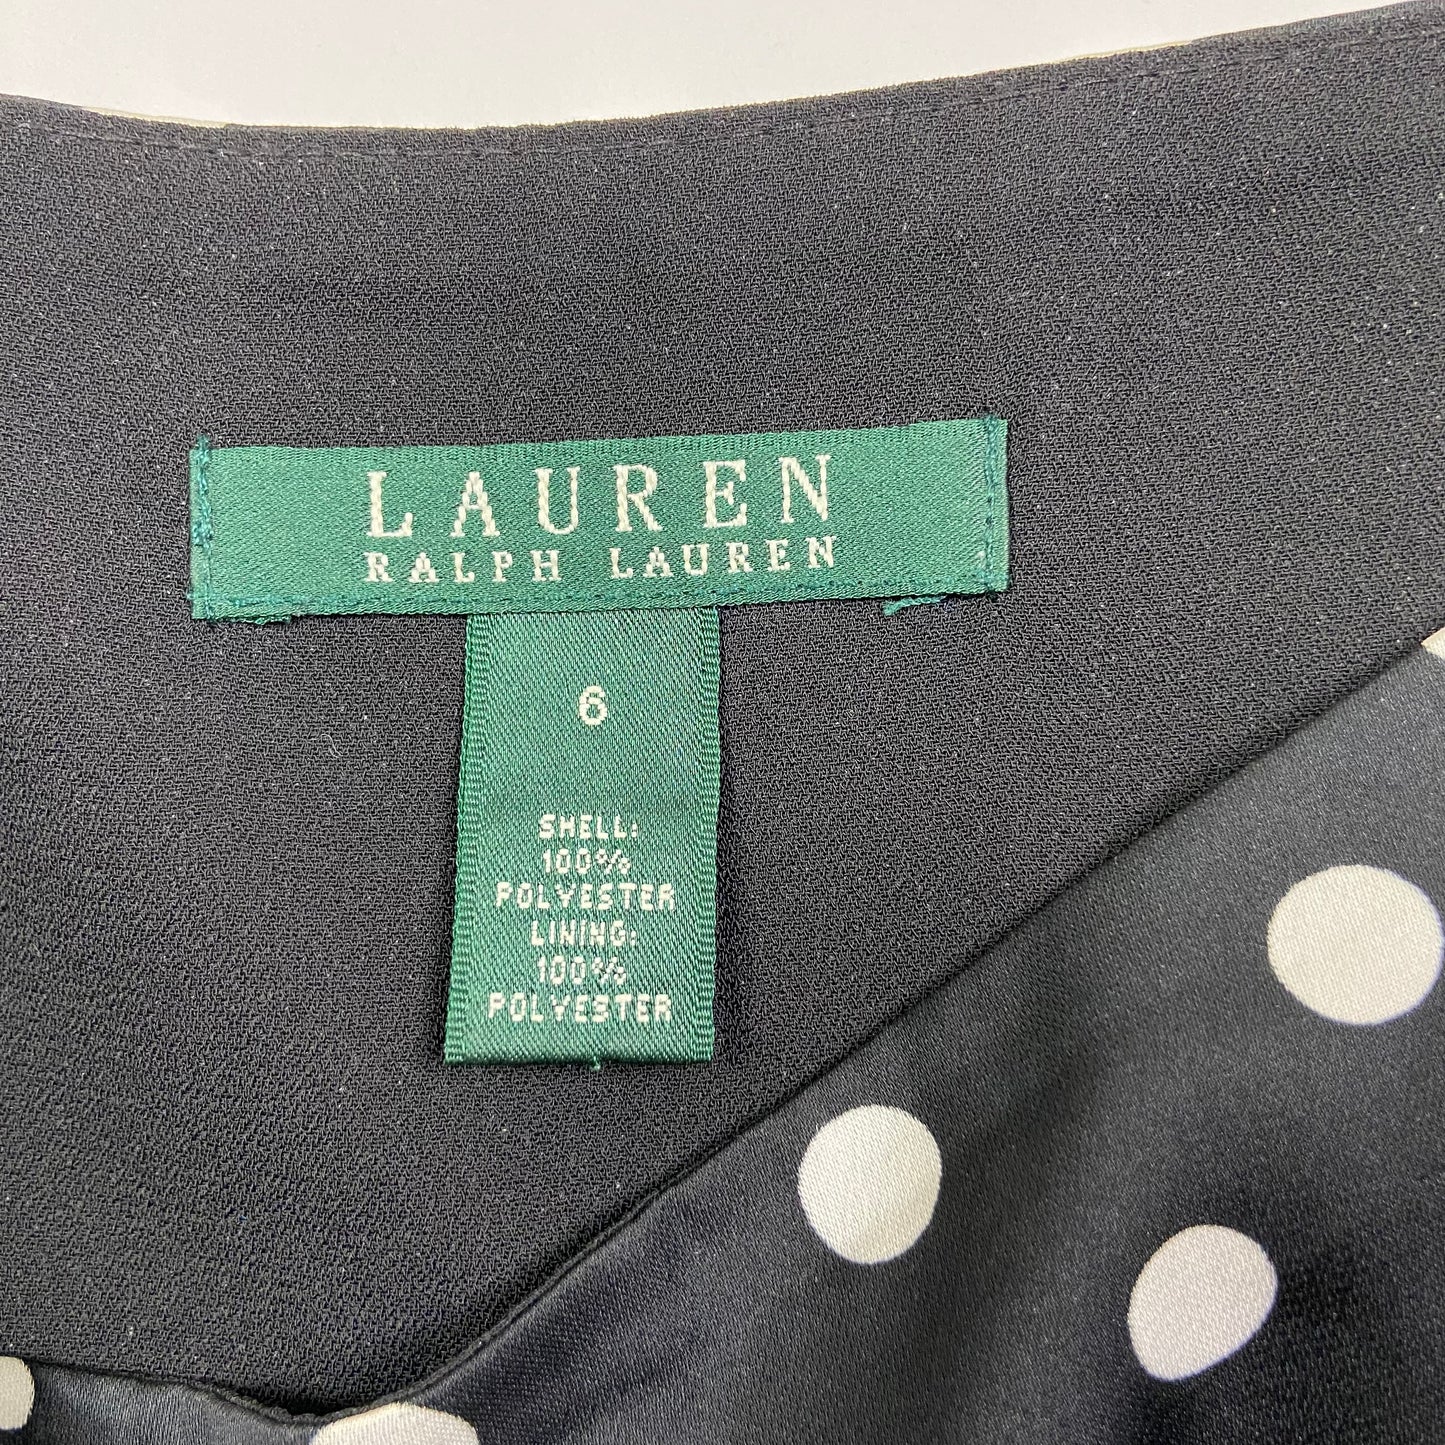 LAUREN
RALPH LAUREN
6
SHELL:
100%
POLYESTER
LINING:
100%
POLYESTER